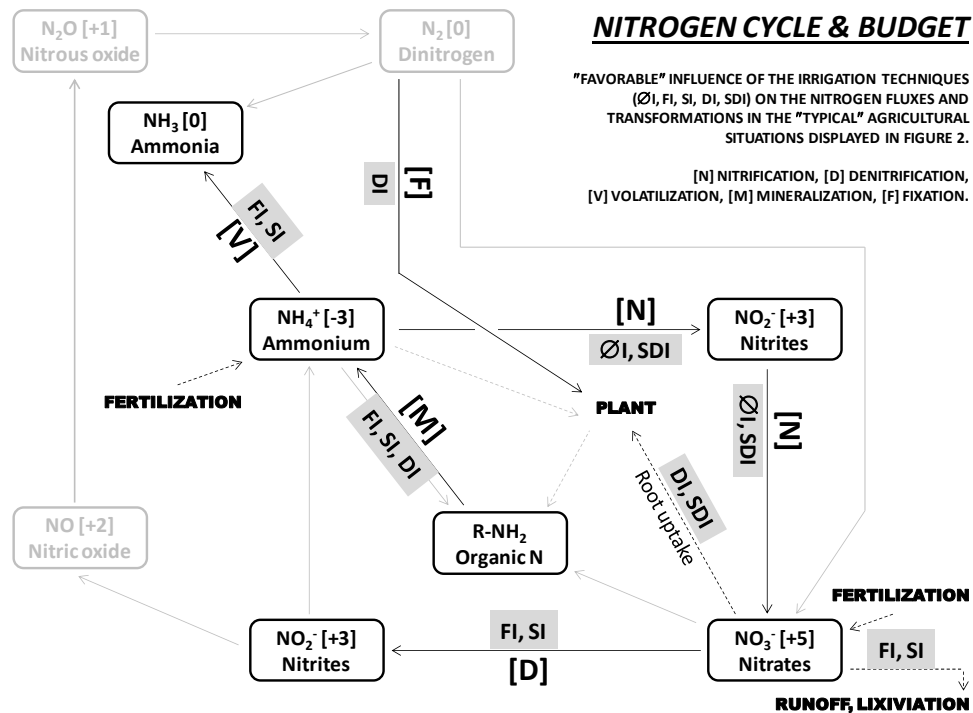 NITROGEN CYCLE & BUDGET
"FAVORABLE" INFLUENCE OF THE IRRIGATION TECHNIQUES
(∅I, FI, SI, DI, SDI) ON THE NITROGEN FLUXES AND
TRANSFORMATIONS IN THE "TYPICAL" AGRICULTURAL
SITUATIONS DISPLAYED IN FIGURE 2.
[N] NITRIFICATION, [D] DENITRIFICATION,
[V] VOLATILIZATION, [M] MINERALIZATION, [F] FIXATION.
N₂O [+1]
Nitrous oxide
N₂ [0]
Dinitrogen
NH₃ [0]
Ammonia
DI
[F]
FI, SI
[V]
NH₄⁺ [-3]
Ammonium
[N]
∅I, SDI
NO₂⁻ [+3]
Nitrites
FERTILIZATION
[M]
FI, SI, DI
PLANT
∅I, SDI
[N]
DI, SDI
Root uptake
NO [+2]
Nitric oxide
R-NH₂
Organic N
FERTILIZATION
NO₂⁻ [+3]
Nitrites
FI, SI
[D]
NO₃⁻ [+5]
Nitrates
FI, SI
RUNOFF, LIXIVIATION